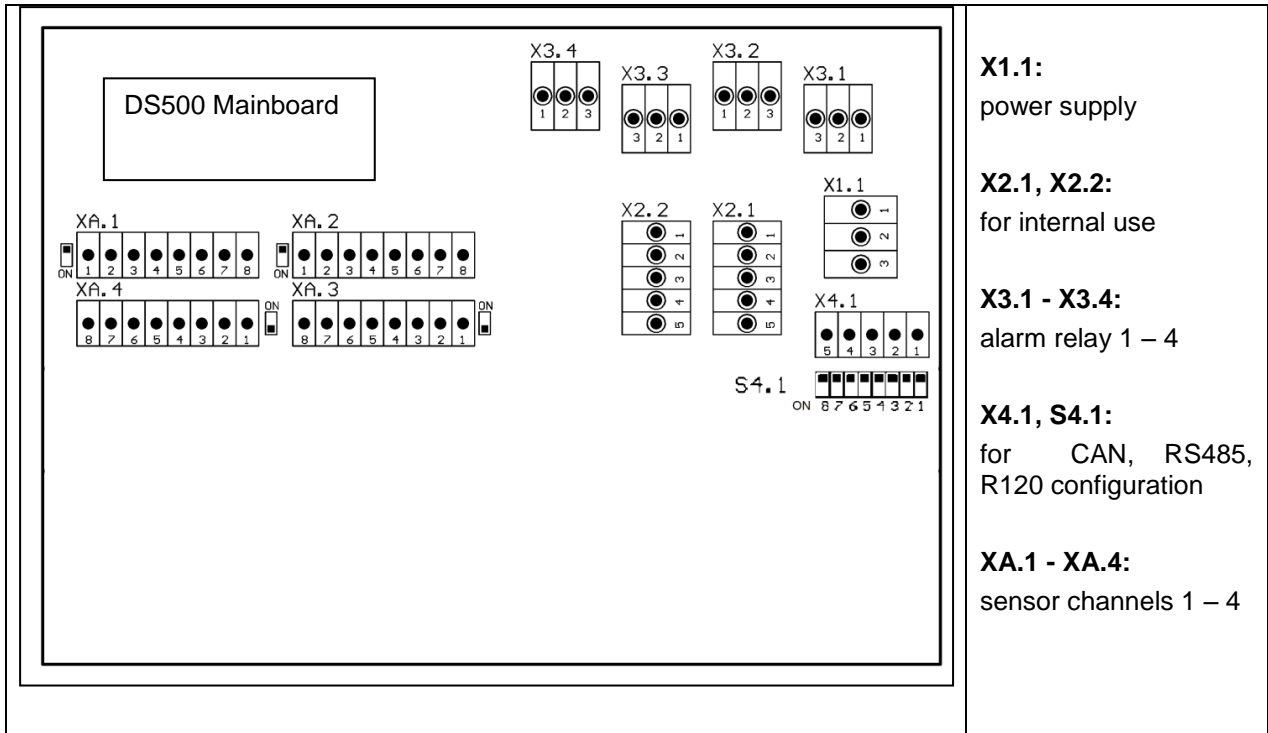 DS500 Mainboard
X3.4
1 2 3
X3.3
3 2 1
X3.2
1 2 3
X3.1
3 2 1
X1.1
1
2
3
X2.2
1
2
3
4
5
X2.1
1
2
3
4
5
XA.1
ON
1 2 3 4 5 6 7 8
XA.2
ON
1 2 3 4 5 6 7 8
XA.4
ON
8 7 6 5 4 3 2 1
XA.3
ON
8 7 6 5 4 3 2 1
X4.1
5 4 3 2 1
S4.1
ON 8 7 6 5 4 3 2 1
X1.1:
power supply
X2.1, X2.2:
for internal use
X3.1 - X3.4:
alarm relay 1 – 4
X4.1, S4.1:
for CAN, RS485,
R120 configuration
XA.1 - XA.4:
sensor channels 1 – 4